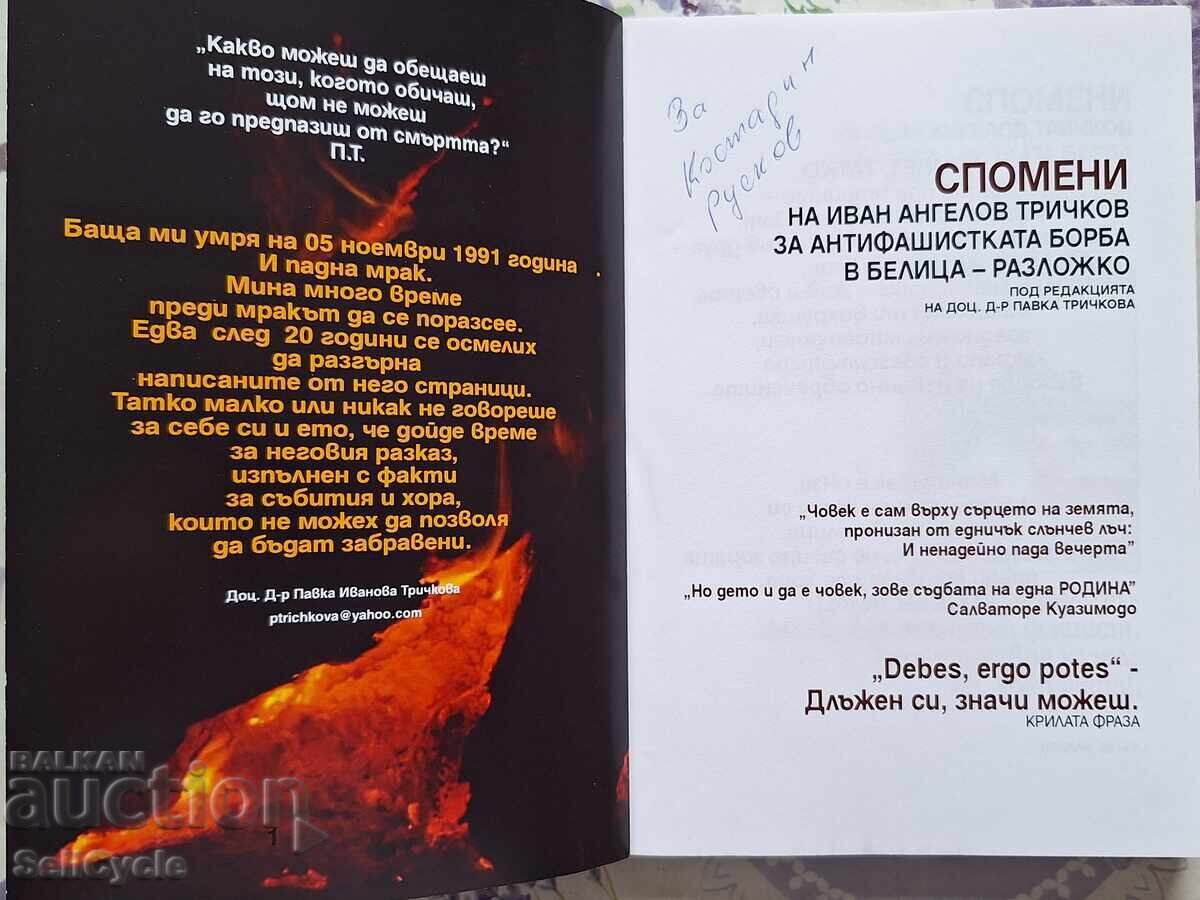 „Какво можеш да обещаеш
на този, когото обичаш,
щом не можеш
да го предпазиш от смъртта?“
П.Т.
Баща ми умря на 05 ноември 1991 година .
И падна мрак.
Мина много време
преди мракът да се поразсее.
Едва след 20 години се осмелих
да разгърна
написаните от него страници.
Татко малко или никак не говореше
за себе си и ето, че дойде време
за неговия разказ,
изпълнен с факти
за събития и хора,
които не можех да позволя
да бъдат забравени.
Доц. Д-р Павка Иванова Тричкова
ptrichkova@yahoo.com
1
За
Костадин
Русков
СПОМЕНИ
НА ИВАН АНГЕЛОВ ТРИЧКОВ
ЗА АНТИФАШИСТКАТА БОРБА
В БЕЛИЦА – РАЗЛОЖКО
ПОД РЕДАКЦИЯТА
НА ДОЦ. Д-Р ПАВКА ТРИЧКОВА
„Човек е сам върху сърцето на земята,
пронизан от едничък слънчев лъч:
И ненадейно пада вечерта”
„Но дето и да е човек, зове съдбата на една РОДИНА”
Салваторе Куазимодо
„Debes, ergo potes“ -
Длъжен си, значи можеш.
КРИЛАТА ФРАЗА
BALKAN
auction
SellCycle